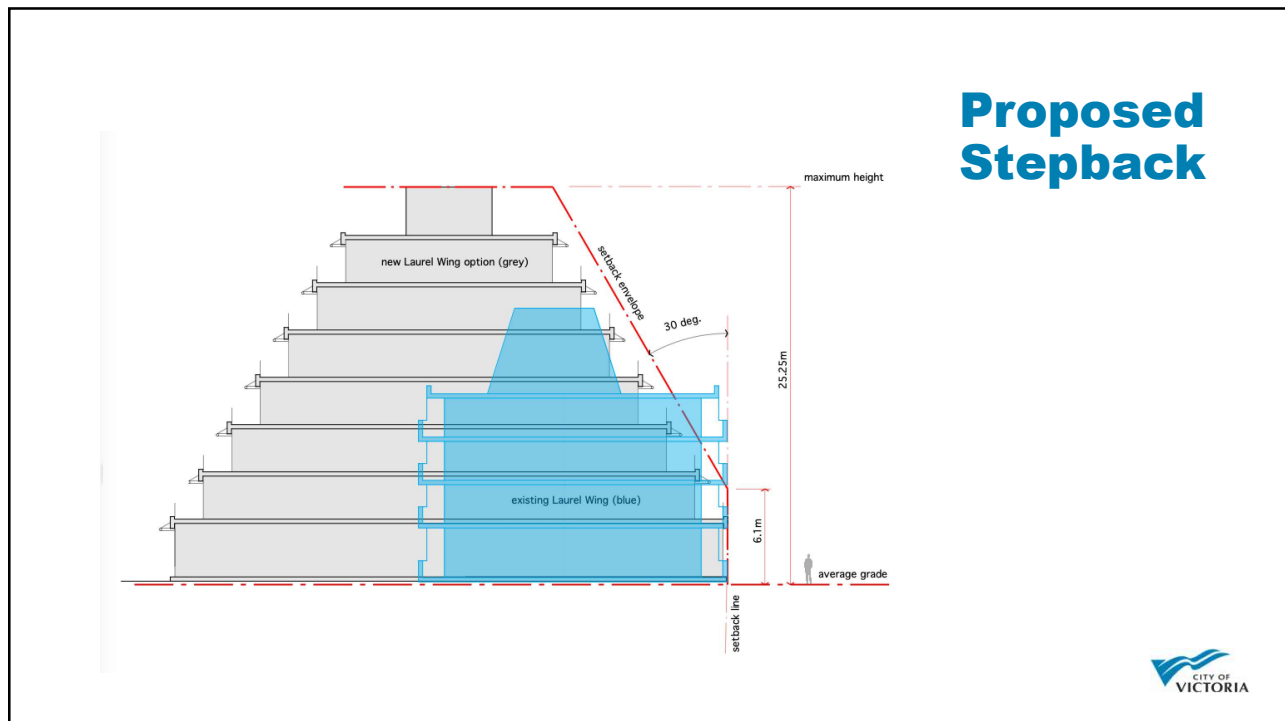 Proposed
Stepback
maximum height
new Laurel Wing option (grey)
setback envelope
30 deg.
25.25m
existing Laurel Wing (blue)
6.1m
average grade
setback line
CITY OF
VICTORIA